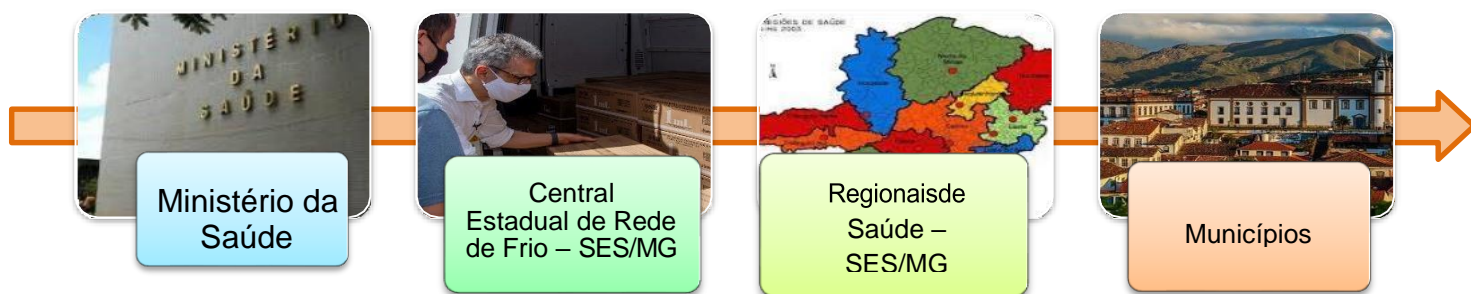 MINISTÉRIO
DA
SAÚDE
Ministério da
Saúde
Central
Estadual de Rede
de Frio – SES/MG
Regionaisde
Saúde –
SES/MG
Municípios